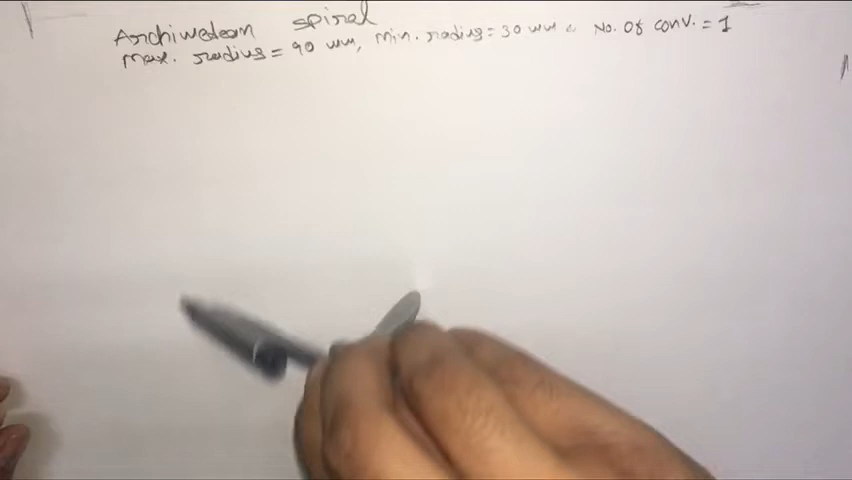 Archimedean spiral
Max. radius = 90 mm, Min. radius = 30 mm & No. Of conv. = 1